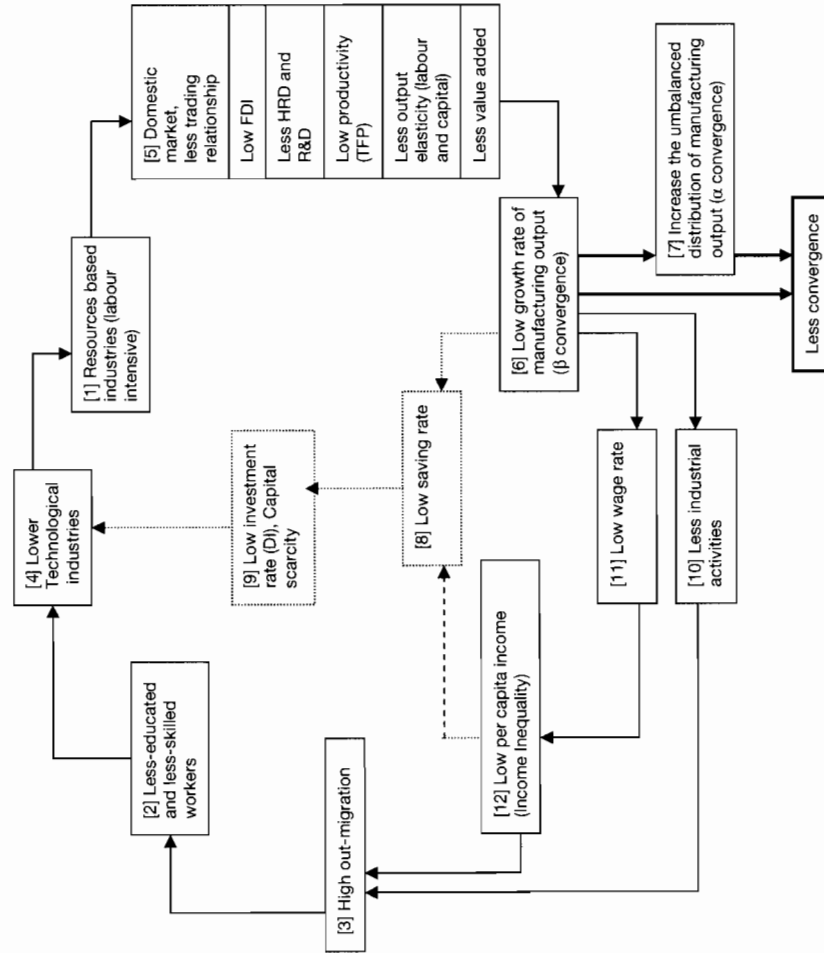 [4] Lower
Technological
industries
[1] Resources based
industries (labour
intensive)
[5] Domestic
market,
less trading
relationship
Low FDI
Less HRD and
R&D
Low productivity
(TFP)
Less output
elasticity (labour
and capital)
Less value added
[2] Less-educated
and less-skilled
workers
[9] Low investment
rate (DI), Capital
scarcity
[3] High out-migration
[8] Low saving rate
[12] Low per capita income
(Income Inequality)
[6] Low growth rate of
manufacturing output
(β convergence)
[11] Low wage rate
[10] Less industrial
activities
[7] Increase the umbalanced
distribution of manufacturing
output (α convergence)
Less convergence